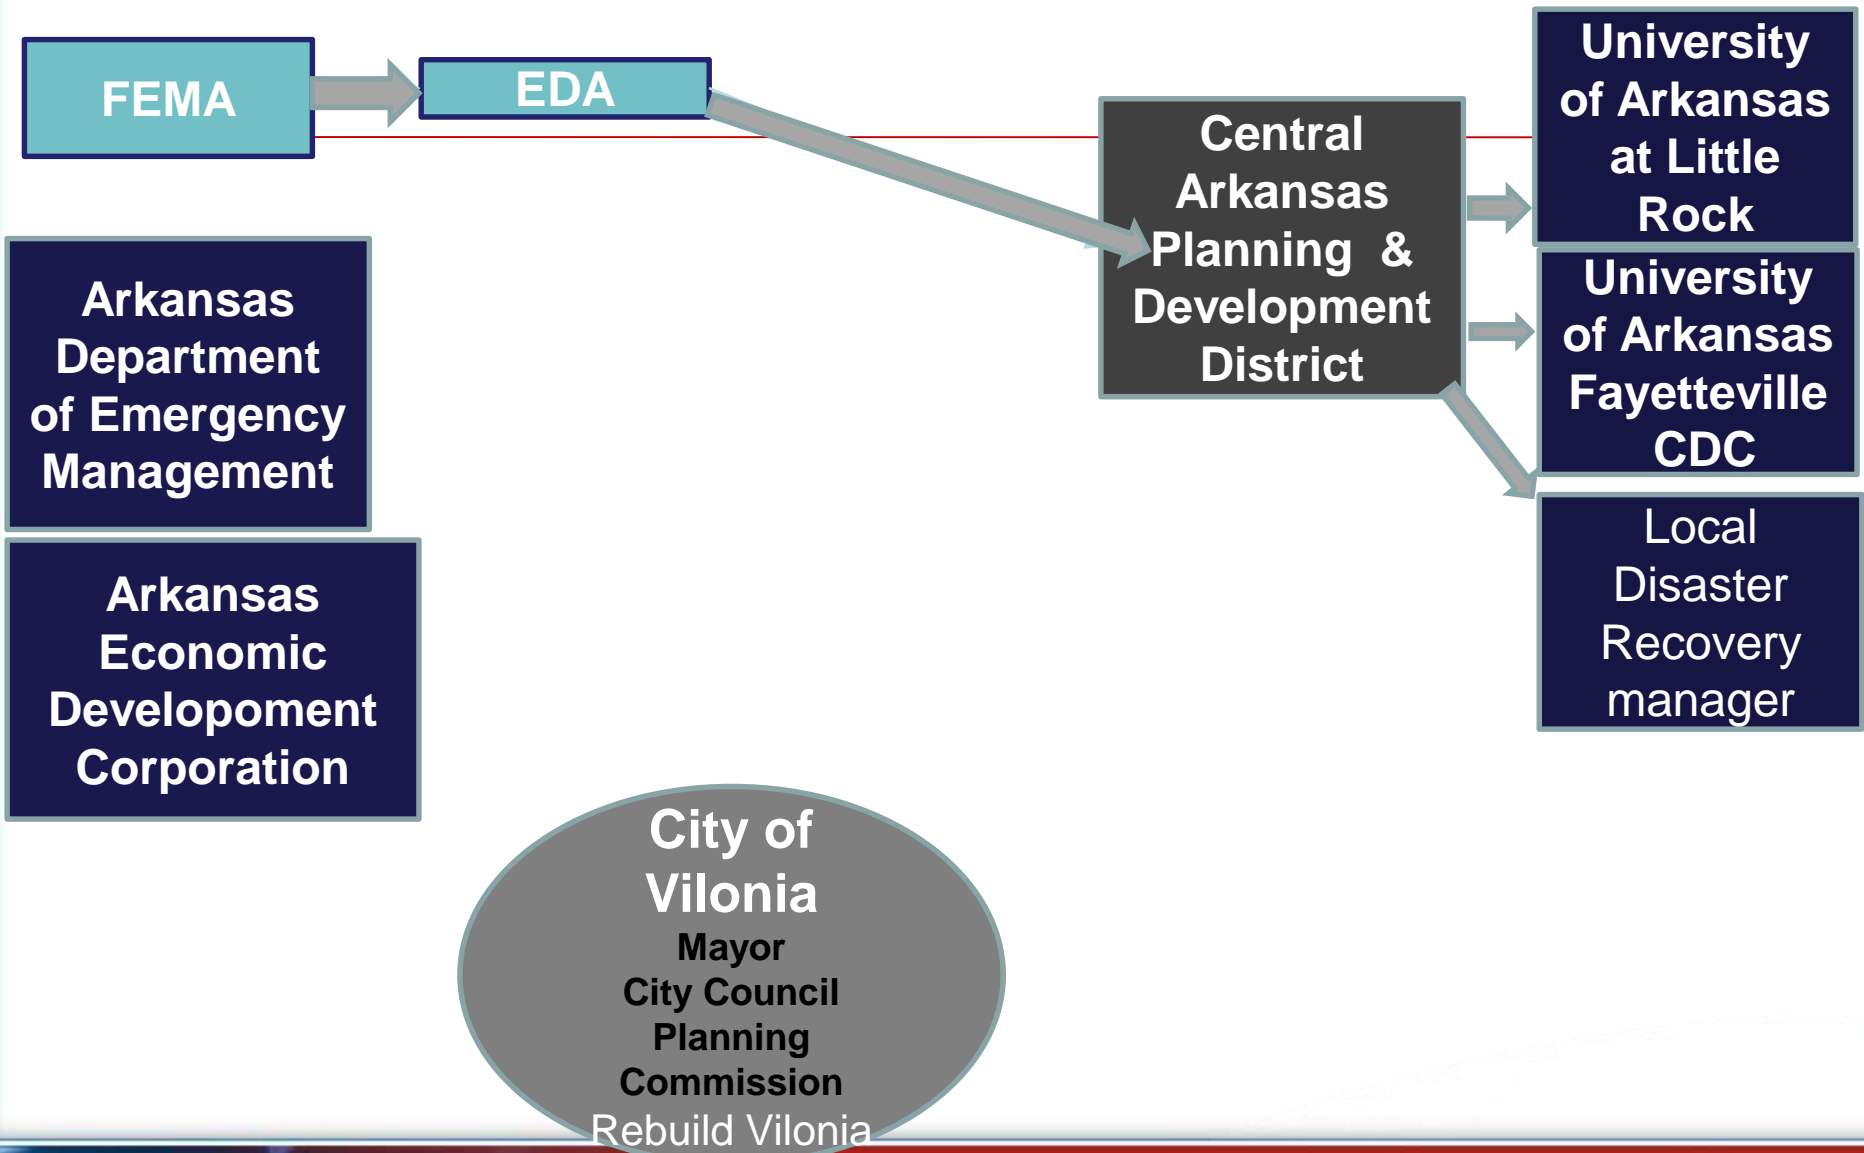 FEMA
EDA
Central
Arkansas
Planning & 
Development
District
University
of Arkansas
at Little
Rock
University
of Arkansas
Fayetteville
CDC
Local
Disaster
Recovery
manager
Arkansas
Department
of Emergency
Management
Arkansas
Economic
Developoment
Corporation
City of
Vilonia
Mayor
City Council
Planning
Commission
Rebuild Vilonia